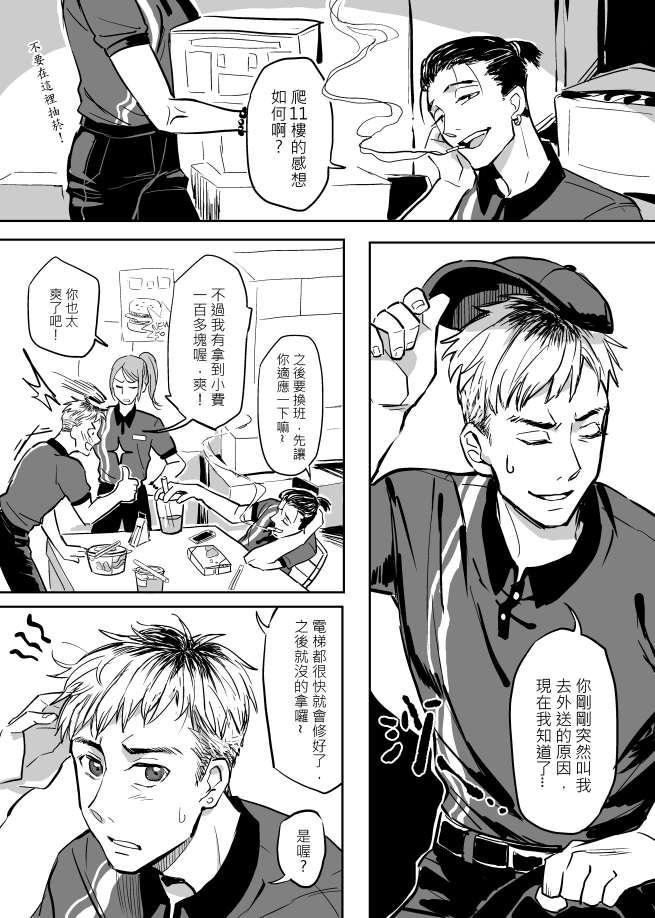 爬11樓的感想
如何啊？
不要在這裡抽菸！
你剛剛突然叫我
去外送的原因，
現在我知道了…
之後要換班，先讓
你適應一下嘛~
不過我有拿到小費
一百多塊喔，爽！
你也太
爽了吧！
NEW
電梯都很快就會修好了，
之後就沒的拿囉~
是喔？